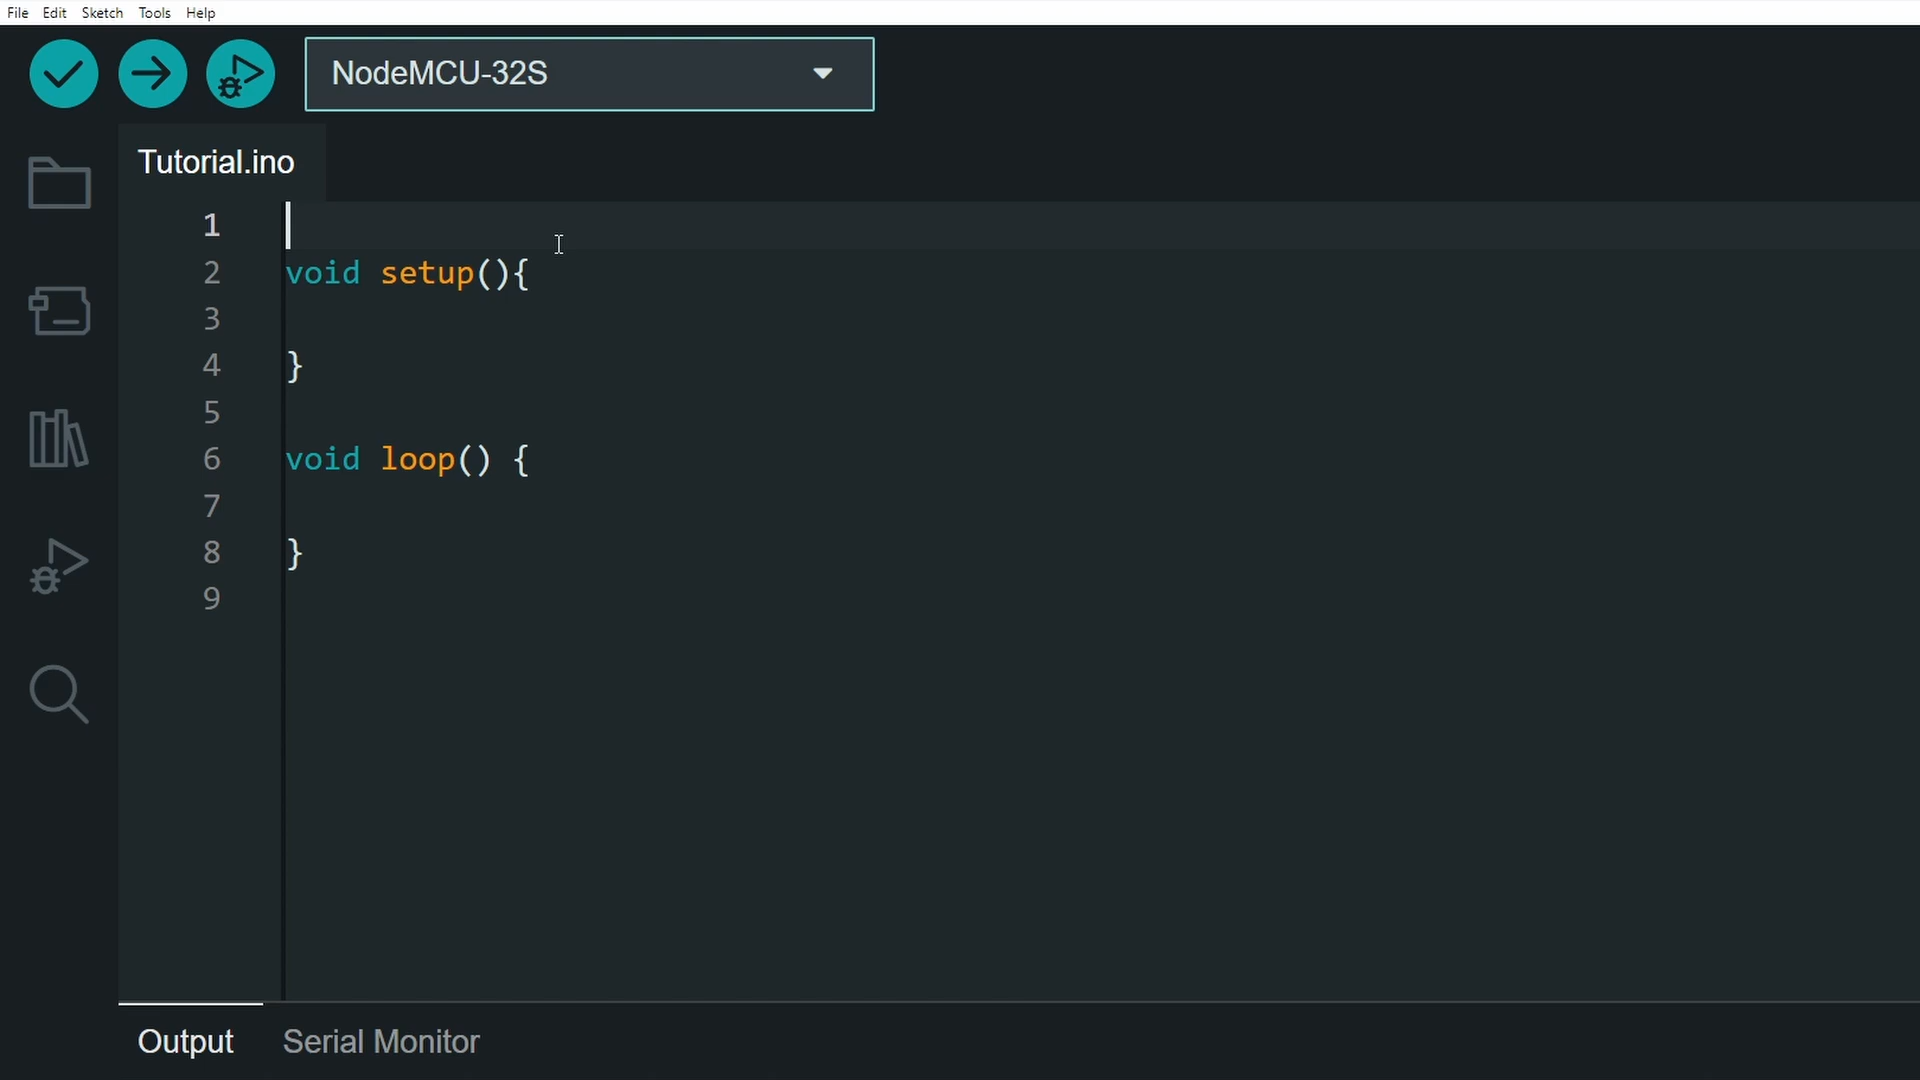 File Edit Sketch Tools Help
NodeMCU-32S
Tutorial.ino
1
2 void setup(){
3
4 }
5
6 void loop() {
7
8 }
9
Output Serial Monitor